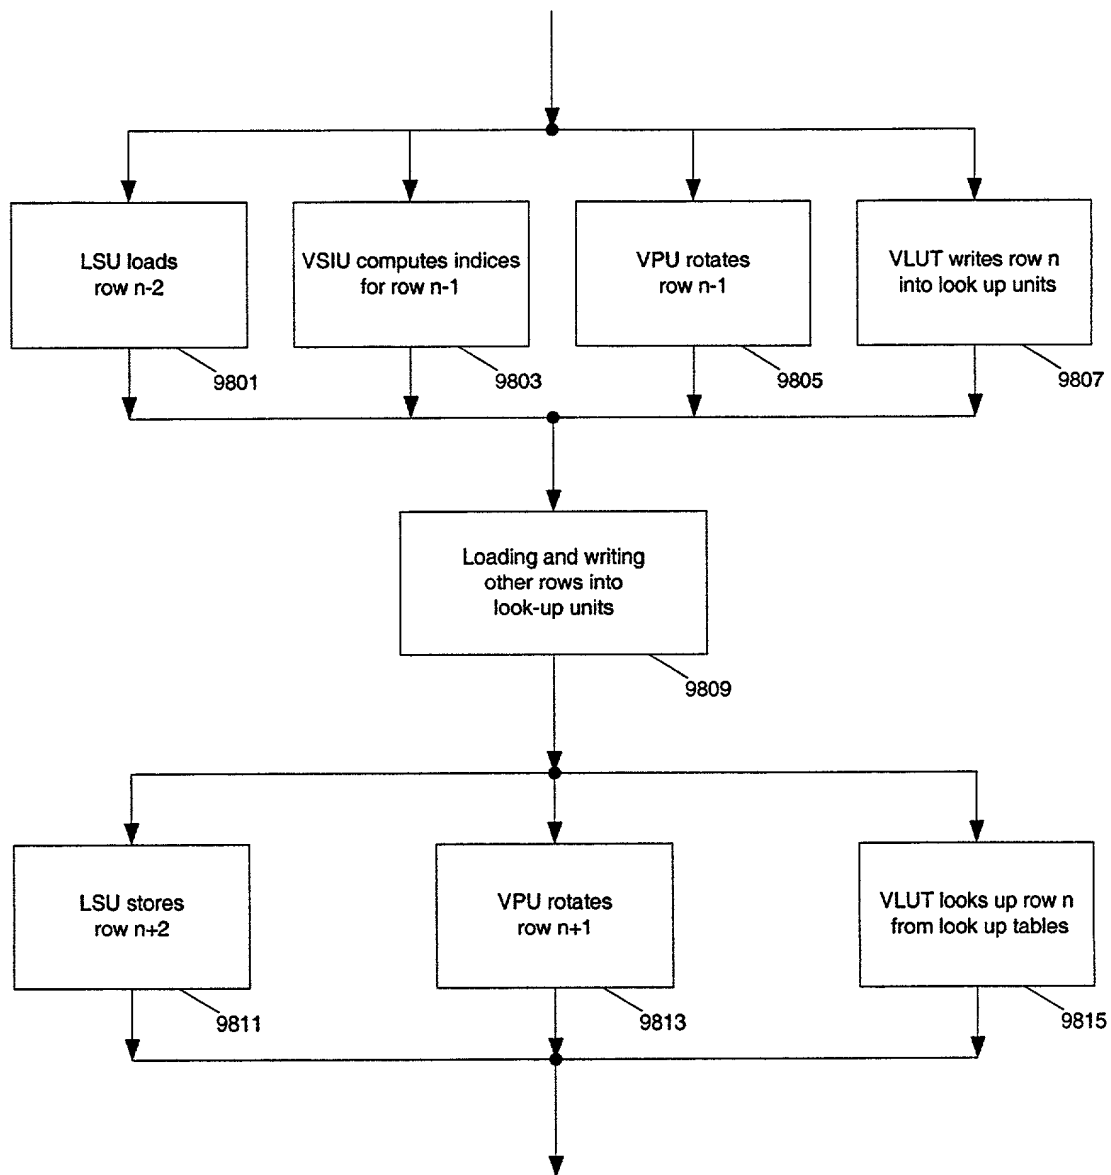 LSU loads
row n-2
VSIU computes indices
for row n-1
VPU rotates
row n-1
VLUT writes row n
into look up units
9801
9803
9805
9807
Loading and writing
other rows into
look-up units
9809
LSU stores
row n+2
VPU rotates
row n+1
VLUT looks up row n
from look up tables
9811
9813
9815